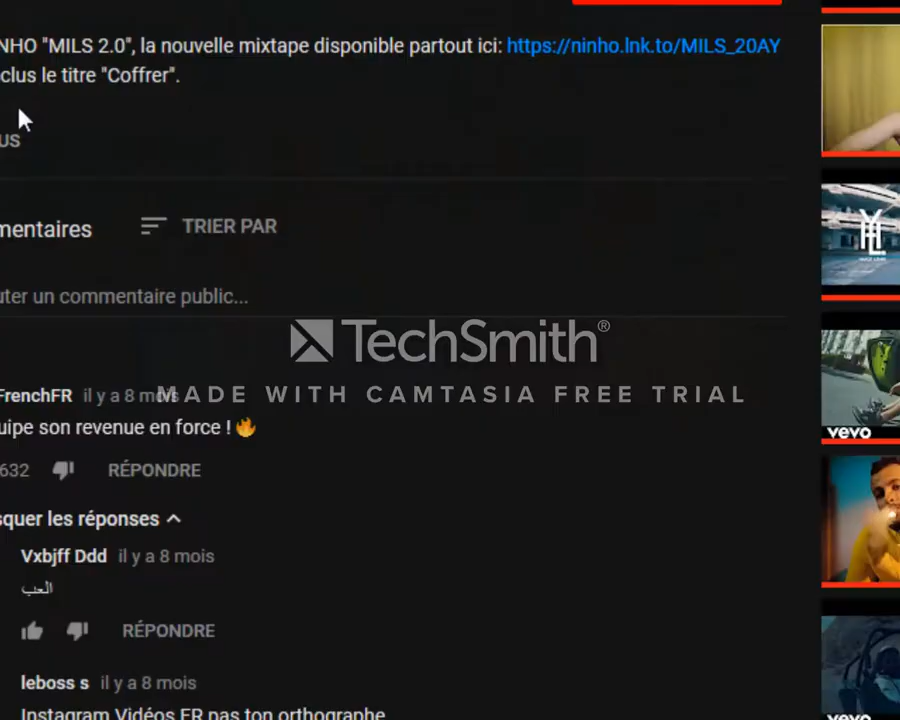 NHO "MILS 2.0", la nouvelle mixtape disponible partout ici: https://ninho.lnk.to/MILS_20AY
clus le titre "Coffrer".
US
mentaires
TRIER PAR
uter un commentaire public...
TechSmith®
MADE WITH CAMTASIA FREE TRIAL
FrenchFR il y a 8 mois
uipe son revenue en force ! 🔥
632
RÉPONDRE
squer les réponses
Vxbjff Ddd il y a 8 mois
العب
RÉPONDRE
leboss s il y a 8 mois
Instagram Vidéos FR pas ton orthographe
YL
vevo
vevo